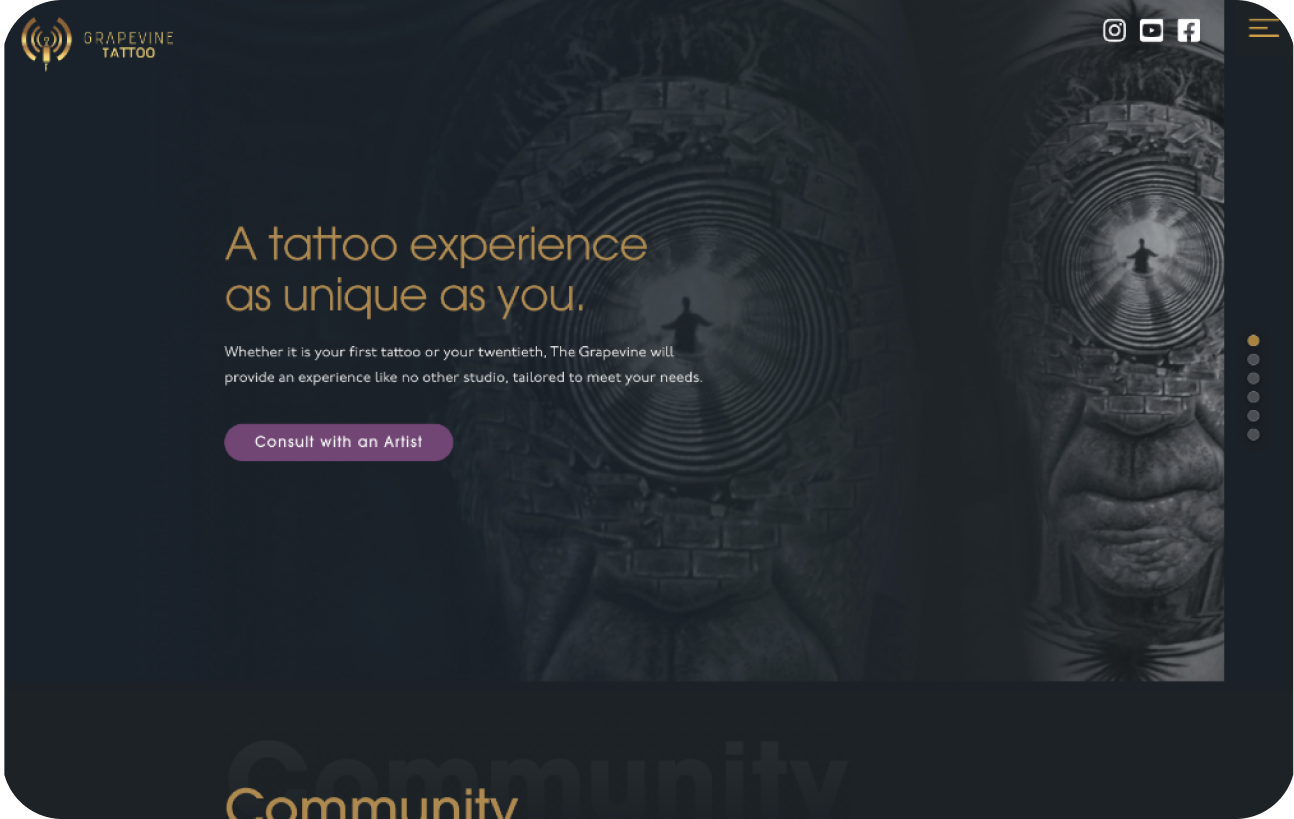 GRAPEVINE
TATTOO
A tattoo experience
as unique as you.
Whether it is your first tattoo or your twentieth, The Grapevine will
provide an experience like no other studio, tailored to meet your needs.
Consult with an Artist
Community
Community